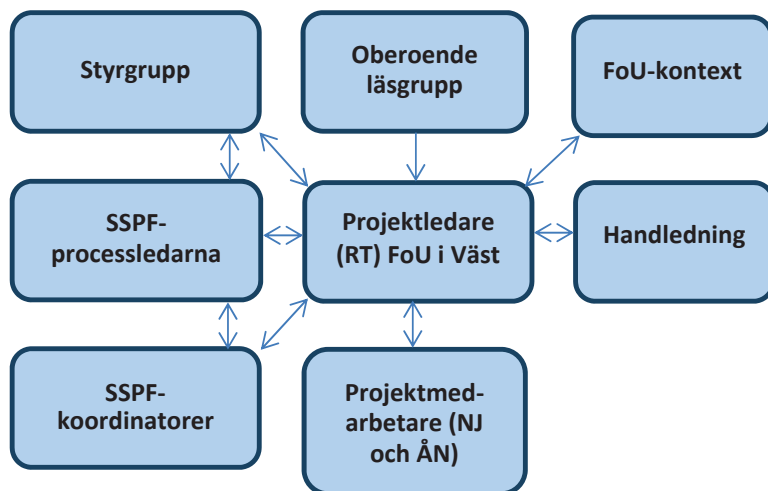 Styrgrupp
Oberoende
läsgrupp
FoU-kontext
SSPF-
processledarna
Projektledare
(RT) FoU i Väst
Handledning
SSPF-
koordinatorer
Projektmed-
arbetare (NJ
och ÅN)